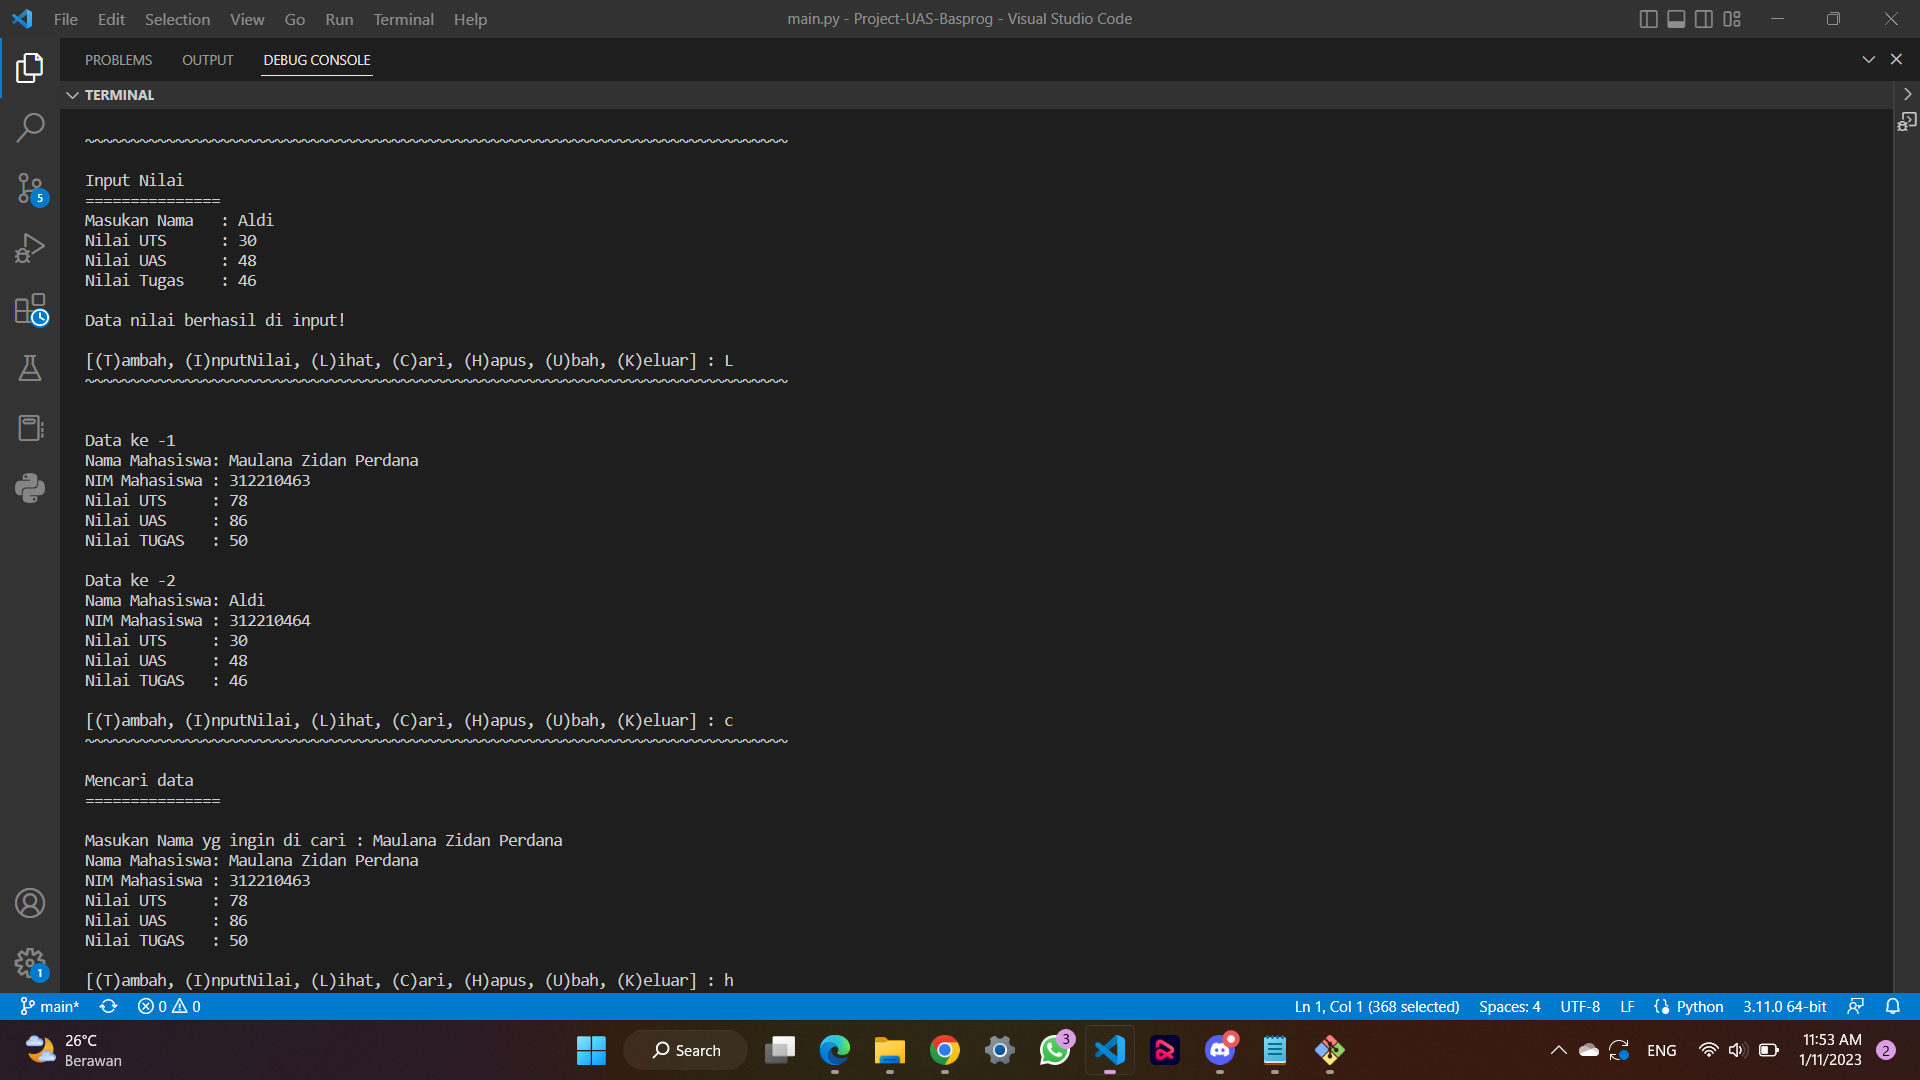 File Edit Selection View Go Run Terminal Help
main.py - Project-UAS-Basprog - Visual Studio Code
PROBLEMS OUTPUT DEBUG CONSOLE
TERMINAL
~~~~~~~~~~~~~~~~~~~~~~~~~~~~~~~~~~~~~~~~~~~~~~~~~~~~~~~~~~~~~~~~~~~~~~~~~~~~~~
Input Nilai
===============
Masukan Nama   : Aldi
Nilai UTS      : 30
Nilai UAS      : 48
Nilai Tugas    : 46
Data nilai berhasil di input!
[(T)ambah, (I)nputNilai, (L)ihat, (C)ari, (H)apus, (U)bah, (K)eluar] : L
~~~~~~~~~~~~~~~~~~~~~~~~~~~~~~~~~~~~~~~~~~~~~~~~~~~~~~~~~~~~~~~~~~~~~~~~~~~~~~
Data ke -1
Nama Mahasiswa: Maulana Zidan Perdana
NIM Mahasiswa : 312210463
Nilai UTS     : 78
Nilai UAS     : 86
Nilai TUGAS   : 50
Data ke -2
Nama Mahasiswa: Aldi
NIM Mahasiswa : 312210464
Nilai UTS     : 30
Nilai UAS     : 48
Nilai TUGAS   : 46
[(T)ambah, (I)nputNilai, (L)ihat, (C)ari, (H)apus, (U)bah, (K)eluar] : c
~~~~~~~~~~~~~~~~~~~~~~~~~~~~~~~~~~~~~~~~~~~~~~~~~~~~~~~~~~~~~~~~~~~~~~~~~~~~~~
Mencari data
===============
Masukan Nama yg ingin di cari : Maulana Zidan Perdana
Nama Mahasiswa: Maulana Zidan Perdana
NIM Mahasiswa : 312210463
Nilai UTS     : 78
Nilai UAS     : 86
Nilai TUGAS   : 50
[(T)ambah, (I)nputNilai, (L)ihat, (C)ari, (H)apus, (U)bah, (K)eluar] : h
5
1
main* 0 0 Ln 1, Col 1 (368 selected) Spaces: 4 UTF-8 LF Python 3.11.0 64-bit
26°C
Berawan
Search
3
ENG
11:53 AM
1/11/2023
2